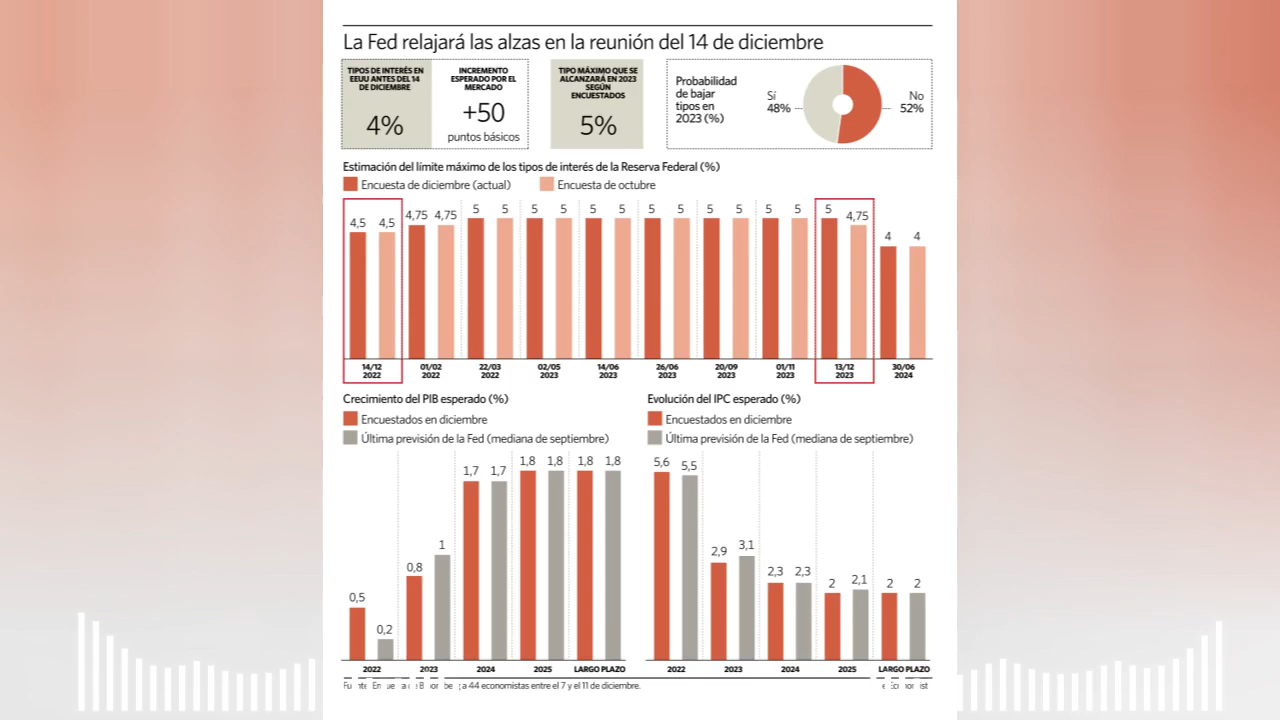 La Fed relajará las alzas en la reunión del 14 de diciembre
TIPOS DE INTERÉS EN
EEUU ANTES DEL 14
DE DICIEMBRE
4%
INCREMENTO
ESPERADO POR EL
MERCADO
+50
puntos básicos
TIPO MÁXIMO QUE SE
ALCANZARÁ EN 2023
SEGÚN
ENCUESTADOS
5%
Probabilidad
de bajar
tipos en
2023 (%)
Sí
48%
No
52%
Estimación del límite máximo de los tipos de interés de la Reserva Federal (%)
Encuesta de diciembre (actual) Encuesta de octubre
4,5 4,5 4,75 4,75 5 5 5 5 5 5 5 5 5 5 5 5 5 4,75 4 4
14/12 01/02 22/03 02/05 14/06 26/06 20/09 01/11 13/12 30/06
2022 2022 2022 2023 2023 2023 2023 2023 2023 2024
Crecimiento del PIB esperado (%)
Encuestados en diciembre
Última previsión de la Fed (mediana de septiembre)
0,5 0,2 0,8 1 1,7 1,7 1,8 1,8 1,8 1,8
2022 2023 2024 2025 LARGO PLAZO
Evolución del IPC esperado (%)
Encuestados en diciembre
Última previsión de la Fed (mediana de septiembre)
5,6 5,5 2,9 3,1 2,3 2,3 2 2,1 2 2
2022 2023 2024 2025 LARGO PLAZO
a 44 economistas entre el 7 y el 11 de diciembre.